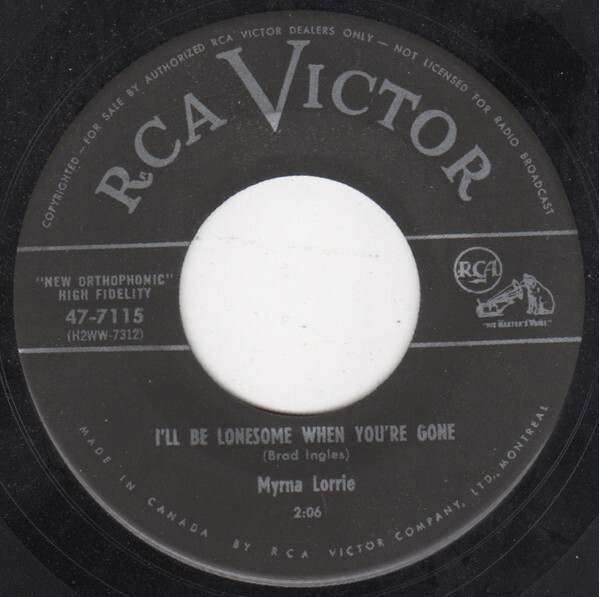 COPYRIGHTED — FOR SALE BY AUTHORIZED RCA VICTOR DEALERS ONLY — NOT LICENSED FOR RADIO BROADCAST
RCA VICTOR
"NEW ORTHOPHONIC"
HIGH FIDELITY
47-7115
(H2WW-7312)
RCA
"HIS MASTER'S VOICE"
I'LL BE LONESOME WHEN YOU'RE GONE
(Brad Ingles)
Myrna Lorrie
2:06
MADE IN CANADA BY RCA VICTOR COMPANY, LTD., MONTREAL